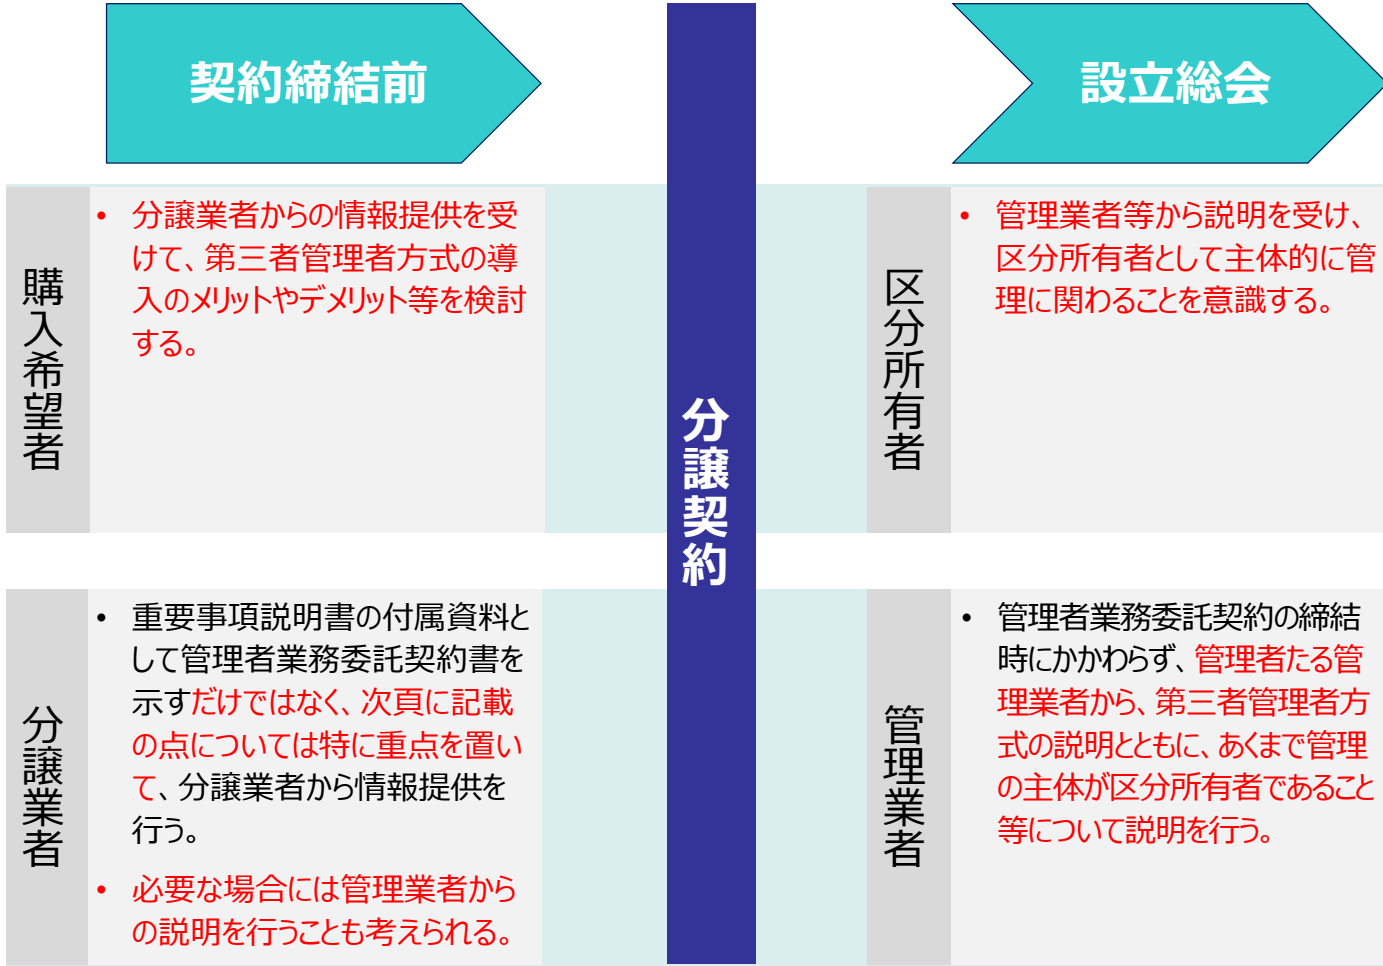 契約締結前
設立総会
分譲契約
購入希望者
• 分譲業者からの情報提供を受
けて、第三者管理者方式の導
入のメリットやデメリット等を検討
する。
区分所有者
• 管理業者等から説明を受け、
区分所有者として主体的に管
理に関わることを意識する。
分譲業者
• 重要事項説明書の付属資料と
して管理者業務委託契約書を
示すだけではなく、次頁に記載
の点については特に重点を置い
て、分譲業者から情報提供を
行う。
• 必要な場合には管理業者から
の説明を行うことも考えられる。
管理業者
• 管理者業務委託契約の締結
時にかかわらず、管理者たる管
理業者から、第三者管理者方
式の説明とともに、あくまで管理
の主体が区分所有者であること
等について説明を行う。